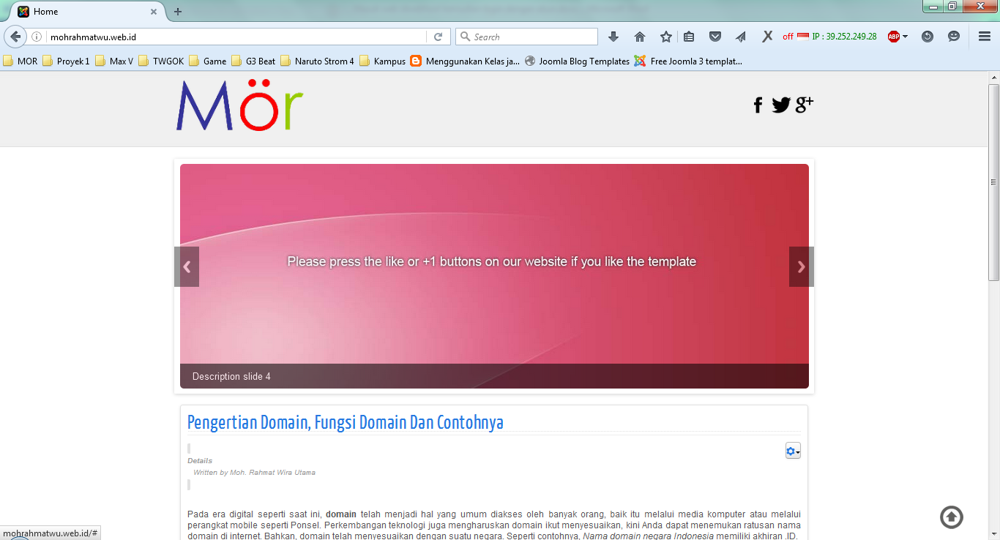 Home
mohrahmatwu.web.id
Search
off
IP : 39.252.249.28
ABP
MOR
Proyek 1
Max V
TWGOK
Game
G3 Beat
Naruto Strom 4
Kampus
Menggunakan Kelas ja...
Joomla Blog Templates
Free Joomla 3 templat...
Mör
Please press the like or +1 buttons on our website if you like the template
Description slide 4
Pengertian Domain, Fungsi Domain Dan Contohnya
Details
Written by Moh. Rahmat Wira Utama
Pada era digital seperti saat ini, domain telah menjadi hal yang umum diakses oleh banyak orang, baik itu melalui media komputer atau melalui
perangkat mobile seperti Ponsel. Perkembangan teknologi juga mengharuskan domain ikut menyesuaikan, kini Anda dapat menemukan ratusan nama
domain di internet. Bahkan, domain telah menyesuaikan dengan suatu negara. Seperti contohnya, Nama domain negara Indonesia memiliki akhiran .ID.
mohrahmatwu.web.id/#